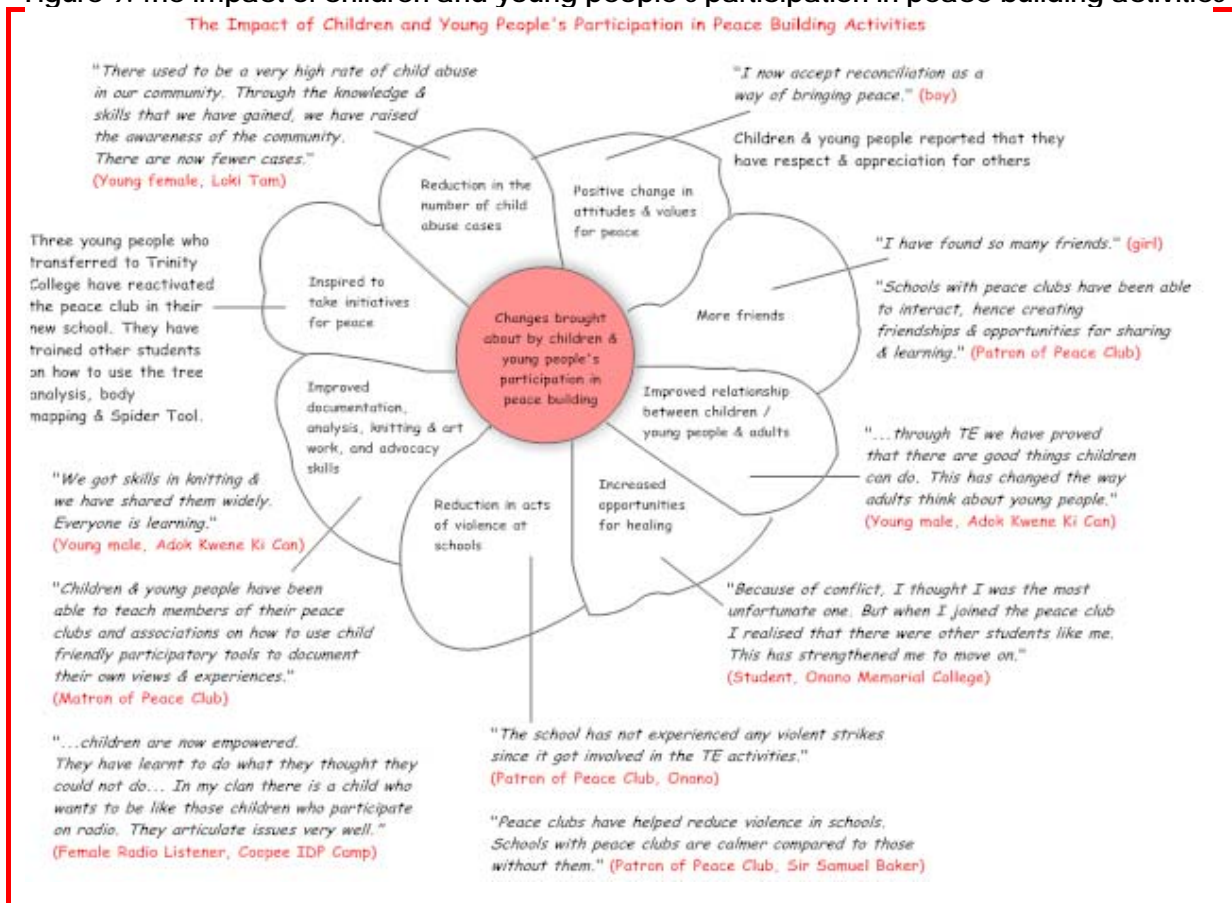 Figure 9: The impact of children and young people's participation in peace building activities
The Impact of Children and Young People's Participation in Peace Building Activities
"There used to be a very high rate of child abuse
in our community. Through the knowledge &
skills that we have gained, we have raised
the awareness of the community.
There are now fewer cases."
(Young female, Loki Tam)
"I now accept reconciliation as a
way of bringing peace." (boy)
Children & young people reported that they
have respect & appreciation for others
Reduction in the
number of child
abuse cases
Positive change in
attitudes & values
for peace
Three young people who
transferred to Trinity
College have reactivated
the peace club in their
new school. They have
trained other students
on how to use the tree
analysis, body
mapping & Spider Tool.
Inspired to
take initiatives
for peace
Changes brought
about by children &
young people's
participation in
peace building
More friends
"I have found so many friends." (girl)
"Schools with peace clubs have been able
to interact, hence creating
friendships & opportunities for sharing
& learning." (Patron of Peace Club)
Improved
documentation,
analysis, knitting & art
work, and advocacy
skills
Improved relationship
between children /
young people & adults
"...through TE we have proved
that there are good things children
can do. This has changed the way
adults think about young people."
(Young male, Adok Kwene Ki Can)
"We got skills in knitting &
we have shared them widely.
Everyone is learning."
(Young male, Adok Kwene Ki Can)
Reduction in acts
of violence at
schools
Increased
opportunities
for healing
"Children & young people have been
able to teach members of their peace
clubs and associations on how to use child
friendly participatory tools to document
their own views & experiences."
(Matron of Peace Club)
"Because of conflict, I thought I was the most
unfortunate one. But when I joined the peace club
I realised that there were other students like me.
This has strengthened me to move on."
(Student, Onono Memorial College)
"...children are now empowered.
They have learnt to do what they thought they
could not do... In my clan there is a child who
wants to be like those children who participate
on radio. They articulate issues very well."
(Female Radio Listener, Coopee IDP Camp)
"The school has not experienced any violent strikes
since it got involved in the TE activities."
(Patron of Peace Club, Onono)
"Peace clubs have helped reduce violence in schools.
Schools with peace clubs are calmer compared to those
without them." (Patron of Peace Club, Sir Samuel Baker)